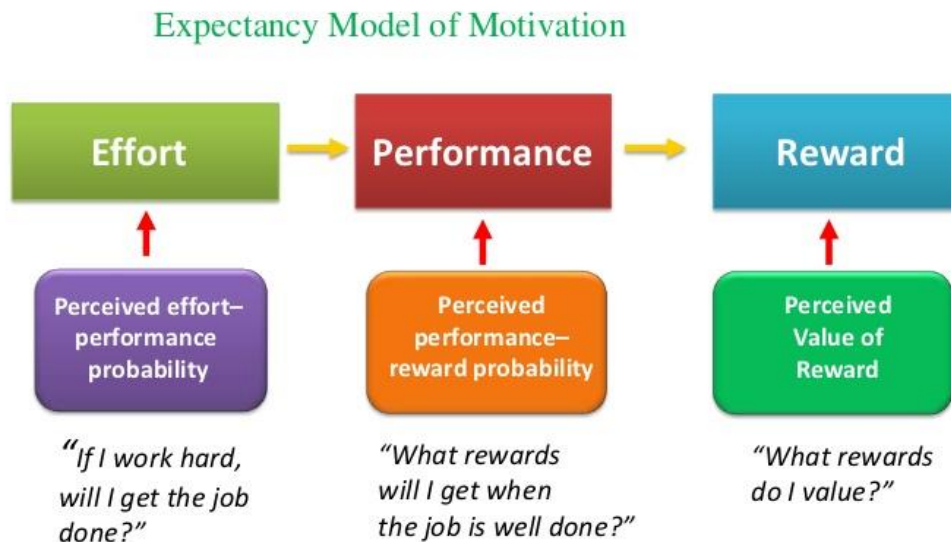 Expectancy Model of Motivation
Effort
Performance
Reward
Perceived effort–
performance
probability
Perceived
performance–
reward probability
Perceived
Value of
Reward
“If I work hard,
will I get the job
done?”
“What rewards
will I get when
the job is well done?”
“What rewards
do I value?”